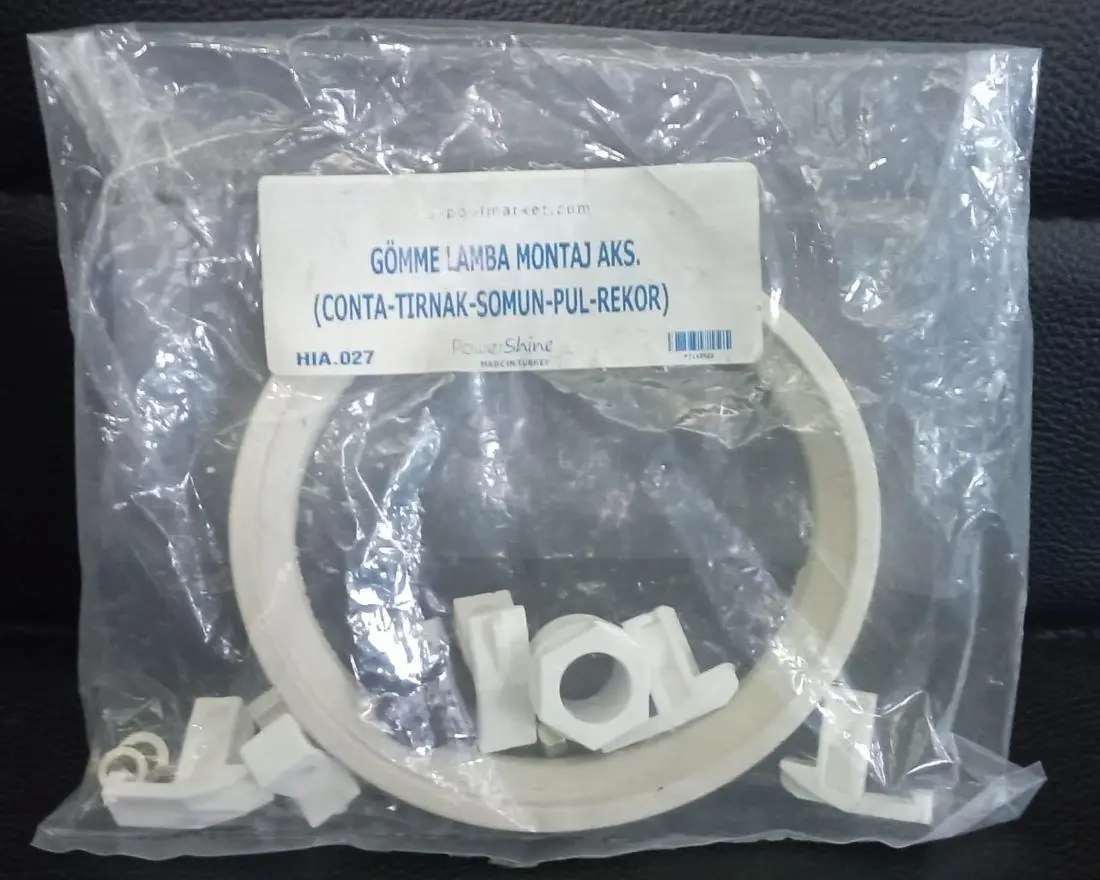 GÖMME LAMBA MONTAJ AKS.
(CONTA-TIRNAK-SOMUN-PUL-REKOR)
HIA.027
PowerShine
MADE IN TURKEY